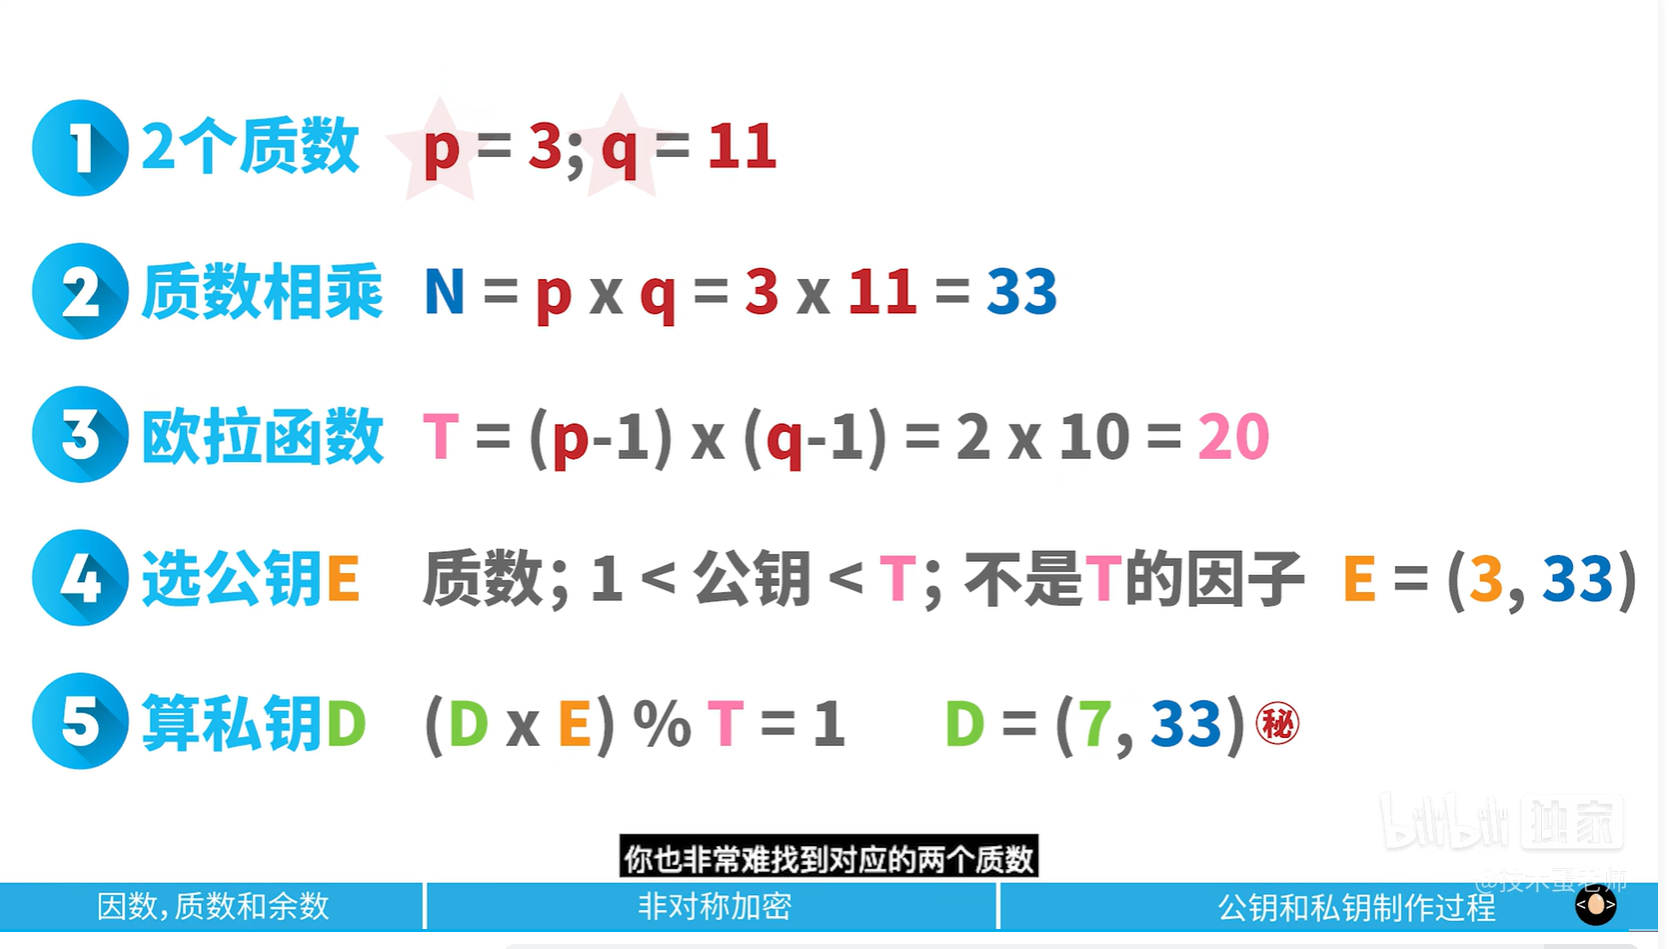 1 2个质数 p = 3; q = 11
2 质数相乘 N = p x q = 3 x 11 = 33
3 欧拉函数 T = (p-1) x (q-1) = 2 x 10 = 20
4 选公钥E 质数; 1 < 公钥 < T; 不是T的因子 E = (3, 33)
5 算私钥D (D x E) % T = 1 D = (7, 33) 秘
bilibili 独家
你也非常难找到对应的两个质数
@技术蛋老师
因数,质数和余数 非对称加密 公钥和私钥制作过程